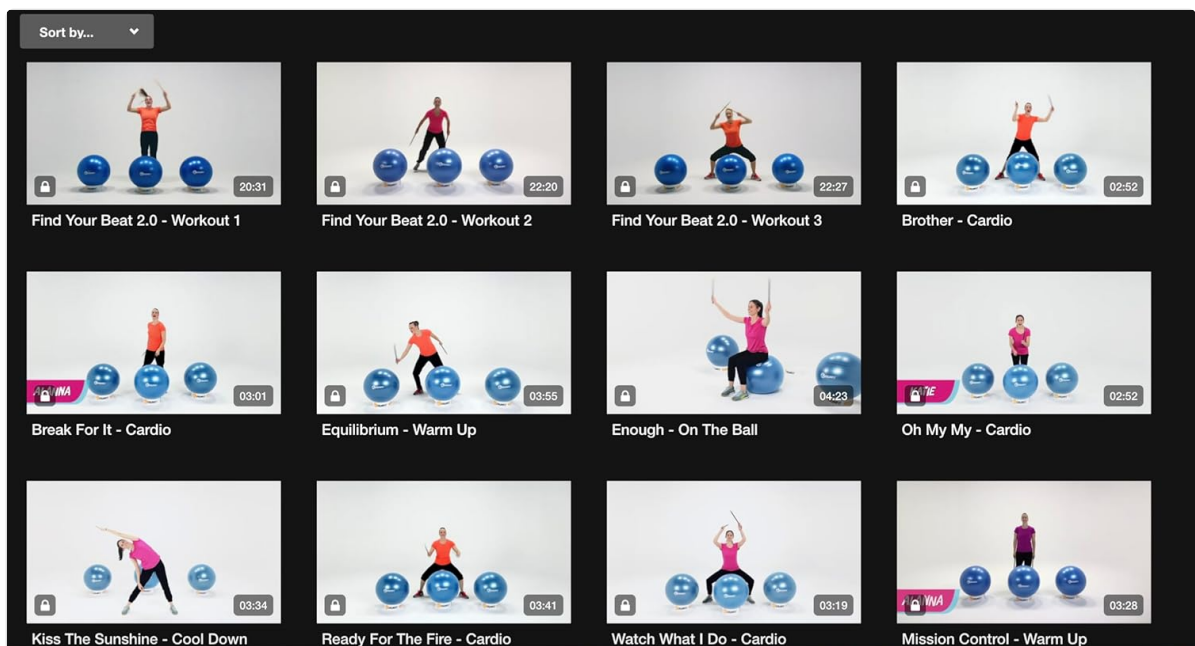 Sort by...
20:31
22:20
22:27
02:52
Find Your Beat 2.0 - Workout 1
Find Your Beat 2.0 - Workout 2
Find Your Beat 2.0 - Workout 3
Brother - Cardio
03:01
03:55
04:23
KATIE
02:52
Break For It - Cardio
Equilibrium - Warm Up
Enough - On The Ball
Oh My My - Cardio
03:34
03:41
03:19
03:28
Kiss The Sunshine - Cool Down
Ready For The Fire - Cardio
Watch What I Do - Cardio
Mission Control - Warm Up